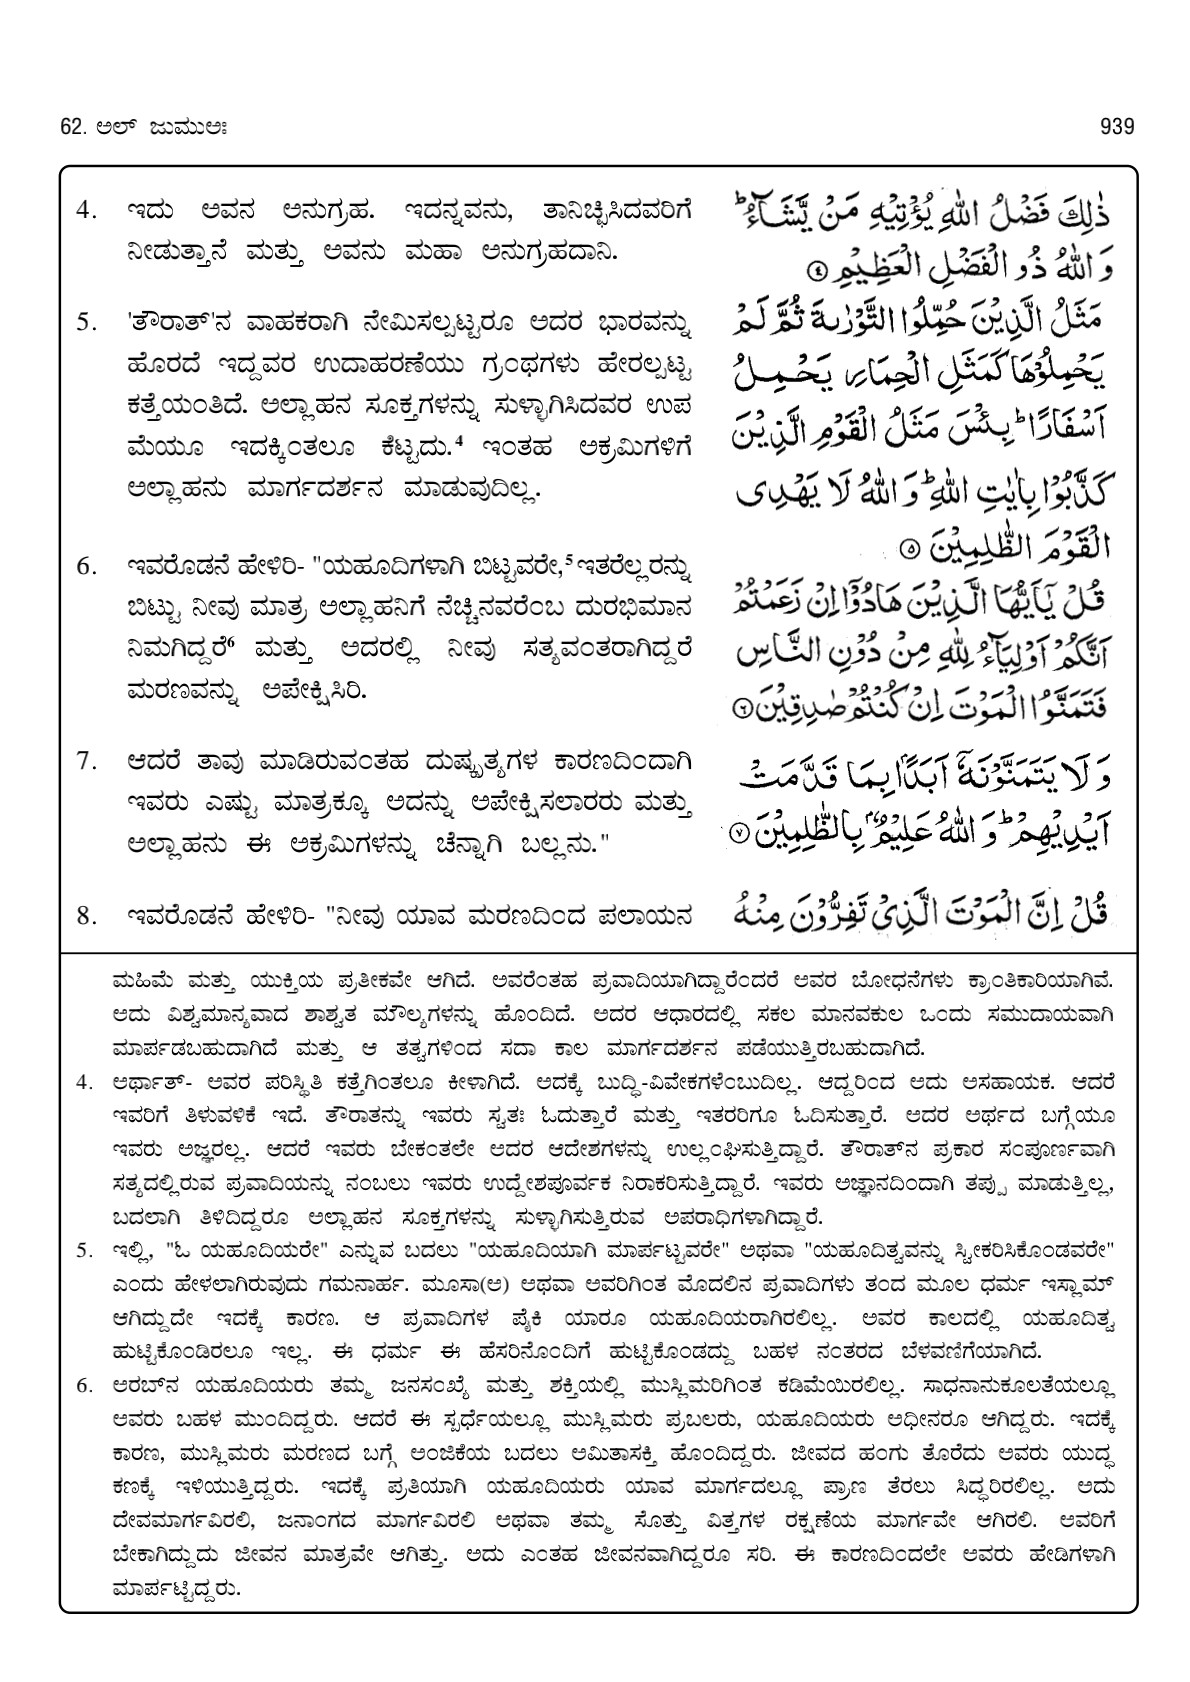 62. ಅಲ್ ಜುಮುಅಃ
939
4. ಇದು ಅವನ ಅನುಗ್ರಹ. ಇದನ್ನವನು, ತಾನಿಚ್ಛಿಸಿದವರಿಗೆ
ನೀಡುತ್ತಾನೆ ಮತ್ತು ಅವನು ಮಹಾ ಅನುಗ್ರಹದಾನಿ.
5. 'ತೌರಾತ್'ನ ವಾಹಕರಾಗಿ ನೇಮಿಸಲ್ಪಟ್ಟರೂ ಅದರ ಭಾರವನ್ನು
ಹೊರದೆ ಇದ್ದವರ ಉದಾಹರಣೆಯು ಗ್ರಂಥಗಳು ಹೇರಲ್ಪಟ್ಟ
ಕತ್ತೆಯಂತಿದೆ. ಅಲ್ಲಾಹನ ಸೂಕ್ತಗಳನ್ನು ಸುಳ್ಳಾಗಿಸಿದವರ ಉಪ
ಮೆಯೂ ಇದಕ್ಕಿಂತಲೂ ಕೆಟ್ಟದು.⁴ ಇಂತಹ ಅಕ್ರಮಿಗಳಿಗೆ
ಅಲ್ಲಾಹನು ಮಾರ್ಗದರ್ಶನ ಮಾಡುವುದಿಲ್ಲ.
6. ಇವರೊಡನೆ ಹೇಳಿರಿ- "ಯಹೂದಿಗಳಾಗಿ ಬಿಟ್ಟವರೇ,⁵ ಇತರೆಲ್ಲರನ್ನು
ಬಿಟ್ಟು ನೀವು ಮಾತ್ರ ಅಲ್ಲಾಹನಿಗೆ ನೆಚ್ಚಿನವರೆಂಬ ದುರಭಿಮಾನ
ನಿಮಗಿದ್ದರೆ⁶ ಮತ್ತು ಅದರಲ್ಲಿ ನೀವು ಸತ್ಯವಂತರಾಗಿದ್ದರೆ
ಮರಣವನ್ನು ಅಪೇಕ್ಷಿಸಿರಿ.
7. ಆದರೆ ತಾವು ಮಾಡಿರುವಂತಹ ದುಷ್ಕೃತ್ಯಗಳ ಕಾರಣದಿಂದಾಗಿ
ಇವರು ಎಷ್ಟು ಮಾತ್ರಕ್ಕೂ ಅದನ್ನು ಅಪೇಕ್ಷಿಸಲಾರರು ಮತ್ತು
ಅಲ್ಲಾಹನು ಈ ಅಕ್ರಮಿಗಳನ್ನು ಚೆನ್ನಾಗಿ ಬಲ್ಲನು."
8. ಇವರೊಡನೆ ಹೇಳಿರಿ- "ನೀವು ಯಾವ ಮರಣದಿಂದ ಪಲಾಯನ
ذٰلِكَ فَضْلُ اللّٰهِ يُؤْتِيْهِ مَنْ يَّشَآءُ ؕ
وَ اللّٰهُ ذُو الْفَضْلِ الْعَظِيْمِ ۝٤
مَثَلُ الَّذِيْنَ حُمِّلُوا التَّوْرٰىةَ ثُمَّ لَمْ
يَحْمِلُوْهَا كَمَثَلِ الْحِمَارِ يَحْمِلُ
اَسْفَارًا ؕ بِئْسَ مَثَلُ الْقَوْمِ الَّذِيْنَ
كَذَّبُوْا بِاٰيٰتِ اللّٰهِ ؕ وَ اللّٰهُ لَا يَهْدِى
الْقَوْمَ الظّٰلِمِيْنَ ۝٥
قُلْ يٰۤاَيُّهَا الَّذِيْنَ هَادُوْۤا اِنْ زَعَمْتُمْ
اَنَّكُمْ اَوْلِيَآءُ لِلّٰهِ مِنْ دُوْنِ النَّاسِ
فَتَمَنَّوُا الْمَوْتَ اِنْ كُنْتُمْ صٰدِقِيْنَ ۝٦
وَ لَا يَتَمَنَّوْنَهٗۤ اَبَدًۢا بِمَا قَدَّمَتْ
اَيْدِيْهِمْ ؕ وَ اللّٰهُ عَلِيْمٌۢ بِالظّٰلِمِيْنَ ۝٧
قُلْ اِنَّ الْمَوْتَ الَّذِيْ تَفِرُّوْنَ مِنْهُ
ಮಹಿಮೆ ಮತ್ತು ಯುಕ್ತಿಯ ಪ್ರತೀಕವೇ ಆಗಿದೆ. ಅವರೆಂತಹ ಪ್ರವಾದಿಯಾಗಿದ್ದಾರೆಂದರೆ ಅವರ ಬೋಧನೆಗಳು ಕ್ರಾಂತಿಕಾರಿಯಾಗಿವೆ.
ಅದು ವಿಶ್ವಮಾನ್ಯವಾದ ಶಾಶ್ವತ ಮೌಲ್ಯಗಳನ್ನು ಹೊಂದಿದೆ. ಅದರ ಆಧಾರದಲ್ಲಿ ಸಕಲ ಮಾನವಕುಲ ಒಂದು ಸಮುದಾಯವಾಗಿ
ಮಾರ್ಪಡಬಹುದಾಗಿದೆ ಮತ್ತು ಆ ತತ್ವಗಳಿಂದ ಸದಾ ಕಾಲ ಮಾರ್ಗದರ್ಶನ ಪಡೆಯುತ್ತಿರಬಹುದಾಗಿದೆ.
4. ಅರ್ಥಾತ್- ಅವರ ಪರಿಸ್ಥಿತಿ ಕತ್ತೆಗಿಂತಲೂ ಕೀಳಾಗಿದೆ. ಅದಕ್ಕೆ ಬುದ್ಧಿ-ವಿವೇಕಗಳೆಂಬುದಿಲ್ಲ. ಆದ್ದರಿಂದ ಅದು ಅಸಹಾಯಕ. ಆದರೆ
ಇವರಿಗೆ ತಿಳುವಳಿಕೆ ಇದೆ. ತೌರಾತನ್ನು ಇವರು ಸ್ವತಃ ಓದುತ್ತಾರೆ ಮತ್ತು ಇತರರಿಗೂ ಓದಿಸುತ್ತಾರೆ. ಅದರ ಅರ್ಥದ ಬಗ್ಗೆಯೂ
ಇವರು ಅಜ್ಞರಲ್ಲ. ಆದರೆ ಇವರು ಬೇಕಂತಲೇ ಅದರ ಆದೇಶಗಳನ್ನು ಉಲ್ಲಂಘಿಸುತ್ತಿದ್ದಾರೆ. ತೌರಾತ್‌ನ ಪ್ರಕಾರ ಸಂಪೂರ್ಣವಾಗಿ
ಸತ್ಯದಲ್ಲಿರುವ ಪ್ರವಾದಿಯನ್ನು ನಂಬಲು ಇವರು ಉದ್ದೇಶಪೂರ್ವಕ ನಿರಾಕರಿಸುತ್ತಿದ್ದಾರೆ. ಇವರು ಅಜ್ಞಾನದಿಂದಾಗಿ ತಪ್ಪು ಮಾಡುತ್ತಿಲ್ಲ,
ಬದಲಾಗಿ ತಿಳಿದಿದ್ದರೂ ಅಲ್ಲಾಹನ ಸೂಕ್ತಗಳನ್ನು ಸುಳ್ಳಾಗಿಸುತ್ತಿರುವ ಅಪರಾಧಿಗಳಾಗಿದ್ದಾರೆ.
5. ಇಲ್ಲಿ, "ಓ ಯಹೂದಿಯರೇ" ಎನ್ನುವ ಬದಲು "ಯಹೂದಿಯಾಗಿ ಮಾರ್ಪಟ್ಟವರೇ" ಅಥವಾ "ಯಹೂದಿತ್ವವನ್ನು ಸ್ವೀಕರಿಸಿಕೊಂಡವರೇ"
ಎಂದು ಹೇಳಲಾಗಿರುವುದು ಗಮನಾರ್ಹ. ಮೂಸಾ(ಅ) ಅಥವಾ ಅವರಿಗಿಂತ ಮೊದಲಿನ ಪ್ರವಾದಿಗಳು ತಂದ ಮೂಲ ಧರ್ಮ ಇಸ್ಲಾಮ್
ಆಗಿದ್ದುದೇ ಇದಕ್ಕೆ ಕಾರಣ. ಆ ಪ್ರವಾದಿಗಳ ಪೈಕಿ ಯಾರೂ ಯಹೂದಿಯರಾಗಿರಲಿಲ್ಲ. ಅವರ ಕಾಲದಲ್ಲಿ ಯಹೂದಿತ್ವ
ಹುಟ್ಟಿಕೊಂಡಿರಲೂ ಇಲ್ಲ. ಈ ಧರ್ಮ ಈ ಹೆಸರಿನೊಂದಿಗೆ ಹುಟ್ಟಿಕೊಂಡದ್ದು ಬಹಳ ನಂತರದ ಬೆಳವಣಿಗೆಯಾಗಿದೆ.
6. ಅರಬ್‌ನ ಯಹೂದಿಯರು ತಮ್ಮ ಜನಸಂಖ್ಯೆ ಮತ್ತು ಶಕ್ತಿಯಲ್ಲಿ ಮುಸ್ಲಿಮರಿಗಿಂತ ಕಡಿಮೆಯಿರಲಿಲ್ಲ. ಸಾಧನಾನುಕೂಲತೆಯಲ್ಲೂ
ಅವರು ಬಹಳ ಮುಂದಿದ್ದರು. ಆದರೆ ಈ ಸ್ಪರ್ಧೆಯಲ್ಲೂ ಮುಸ್ಲಿಮರು ಪ್ರಬಲರು, ಯಹೂದಿಯರು ಅಧೀನರೂ ಆಗಿದ್ದರು. ಇದಕ್ಕೆ
ಕಾರಣ, ಮುಸ್ಲಿಮರು ಮರಣದ ಬಗ್ಗೆ ಅಂಜಿಕೆಯ ಬದಲು ಅಮಿತಾಸಕ್ತಿ ಹೊಂದಿದ್ದರು. ಜೀವದ ಹಂಗು ತೊರೆದು ಅವರು ಯುದ್ಧ
ಕಣಕ್ಕೆ ಇಳಿಯುತ್ತಿದ್ದರು. ಇದಕ್ಕೆ ಪ್ರತಿಯಾಗಿ ಯಹೂದಿಯರು ಯಾವ ಮಾರ್ಗದಲ್ಲೂ ಪ್ರಾಣ ತೆರಲು ಸಿದ್ಧರಿರಲಿಲ್ಲ. ಅದು
ದೇವಮಾರ್ಗವಿರಲಿ, ಜನಾಂಗದ ಮಾರ್ಗವಿರಲಿ ಅಥವಾ ತಮ್ಮ ಸೊತ್ತು ವಿತ್ತಗಳ ರಕ್ಷಣೆಯ ಮಾರ್ಗವೇ ಆಗಿರಲಿ. ಅವರಿಗೆ
ಬೇಕಾಗಿದ್ದುದು ಜೀವನ ಮಾತ್ರವೇ ಆಗಿತ್ತು. ಅದು ಎಂತಹ ಜೀವನವಾಗಿದ್ದರೂ ಸರಿ. ಈ ಕಾರಣದಿಂದಲೇ ಅವರು ಹೇಡಿಗಳಾಗಿ
ಮಾರ್ಪಟ್ಟಿದ್ದರು.